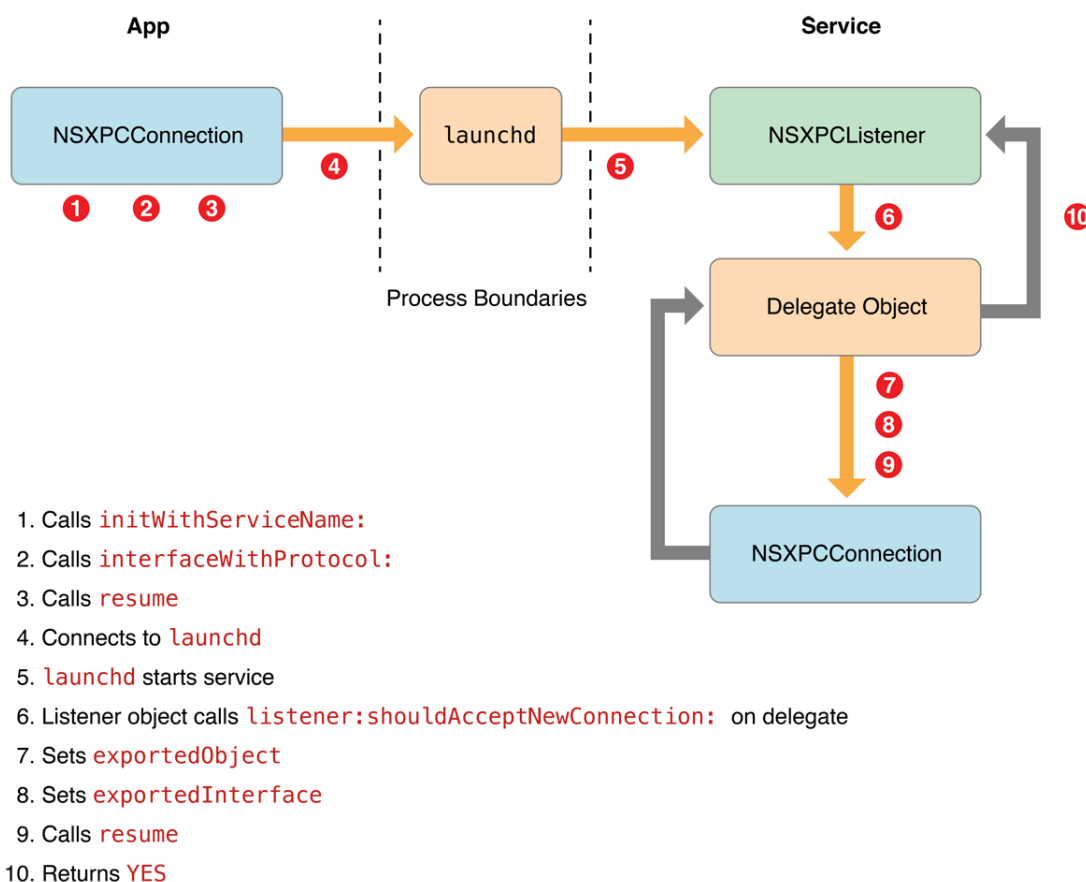 App
Service
NSXPCConnection
launchd
NSXPCListener
4
5
1
2
3
6
10
Process Boundaries
Delegate Object
7
8
9
NSXPCConnection
1. Calls initWithServiceName:
2. Calls interfaceWithProtocol:
3. Calls resume
4. Connects to launchd
5. launchd starts service
6. Listener object calls listener:shouldAcceptNewConnection: on delegate
7. Sets exportedObject
8. Sets exportedInterface
9. Calls resume
10. Returns YES